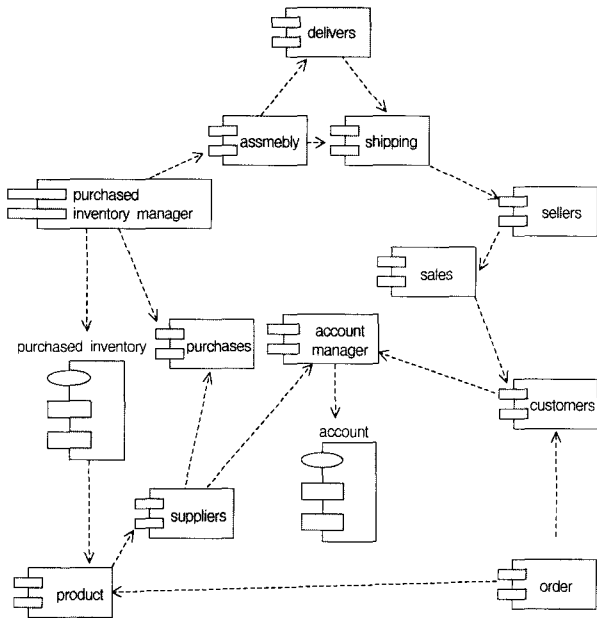 delivers
assmebly
shipping
purchased
inventory manager
sellers
sales
purchased inventory
purchases
account
manager
customers
account
suppliers
product
order